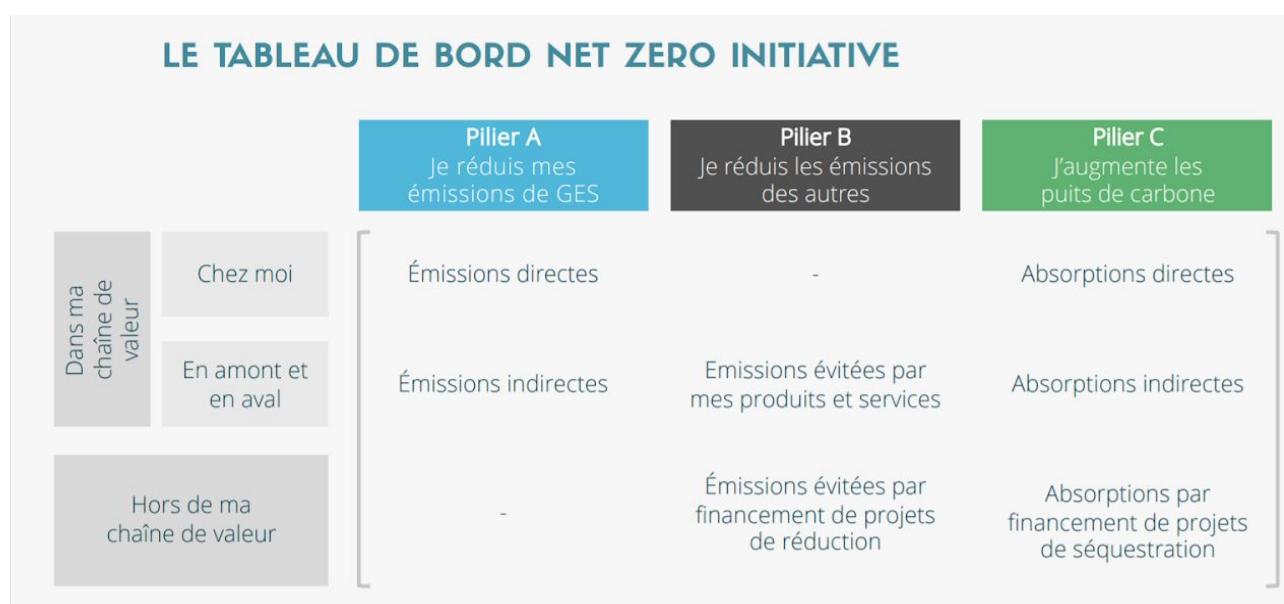 LE TABLEAU DE BORD NET ZERO INITIATIVE
Pilier A
Je réduis mes
émissions de GES
Pilier B
Je réduis les émissions
des autres
Pilier C
J'augmente les
puits de carbone
Dans ma
chaîne de
valeur
Chez moi
Émissions directes
-
Absorptions directes
En amont et
en aval
Émissions indirectes
Emissions évitées par
mes produits et services
Absorptions indirectes
Hors de ma
chaîne de valeur
-
Émissions évitées par
financement de projets
de réduction
Absorptions par
financement de projets
de séquestration